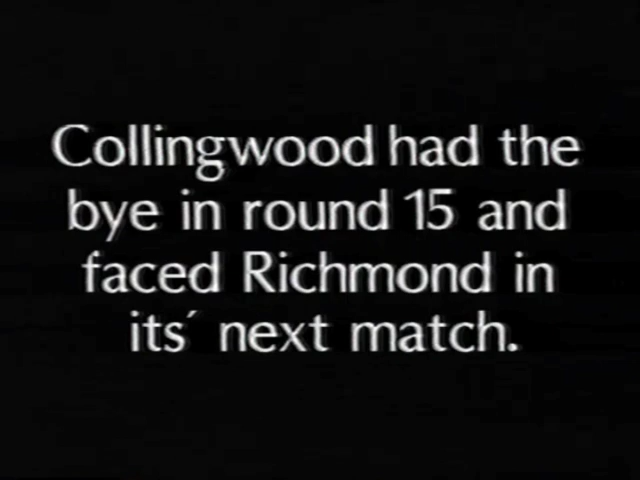 Collingwood had the
bye in round 15 and
faced Richmond in
its´ next match.